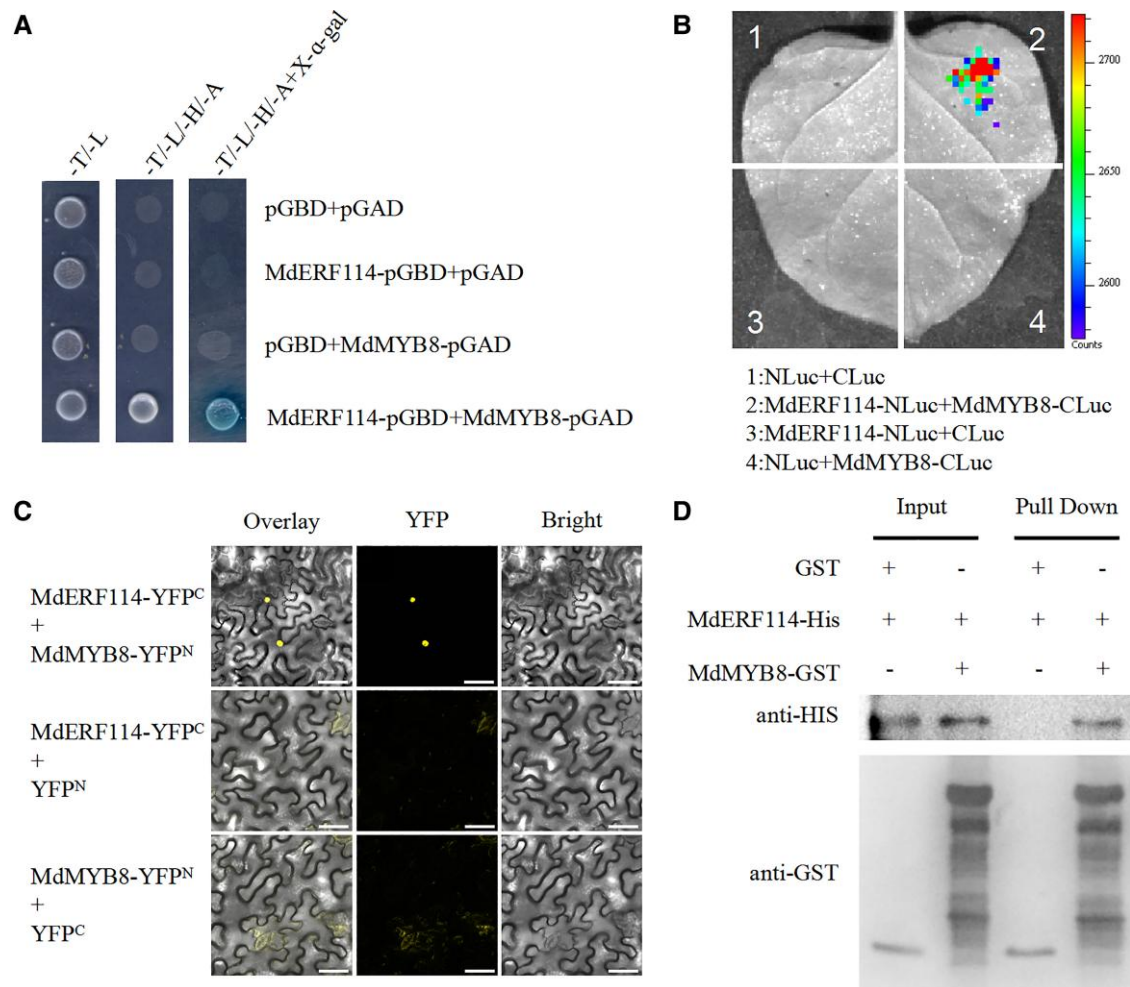 A
-T/-L
-T/-L/-H/-A
-T/-L/-H/-A+X-α-gal
pGBD+pGAD
MdERF114-pGBD+pGAD
pGBD+MdMYB8-pGAD
MdERF114-pGBD+MdMYB8-pGAD
B
1
2
3
4
2700
2650
2600
Counts
1:NLuc+CLuc
2:MdERF114-NLuc+MdMYB8-CLuc
3:MdERF114-NLuc+CLuc
4:NLuc+MdMYB8-CLuc
C
Overlay YFP Bright
MdERF114-YFPᶜ
+
MdMYB8-YFPᴺ
MdERF114-YFPᶜ
+
YFPᴺ
MdMYB8-YFPᴺ
+
YFPᶜ
D
Input Pull Down
GST + - + -
MdERF114-His + + + +
MdMYB8-GST - + - +
anti-HIS
anti-GST